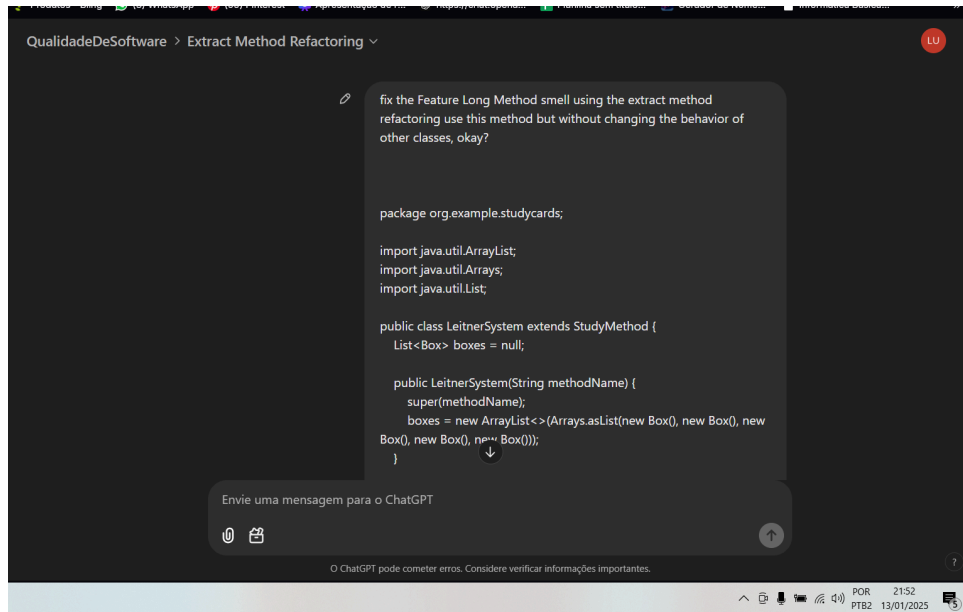 QualidadeDeSoftware > Extract Method Refactoring
LU
fix the Feature Long Method smell using the extract method
refactoring use this method but without changing the behavior of
other classes, okay?
package org.example.studycards;
import java.util.ArrayList;
import java.util.Arrays;
import java.util.List;
public class LeitnerSystem extends StudyMethod {
List<Box> boxes = null;
public LeitnerSystem(String methodName) {
super(methodName);
boxes = new ArrayList<>(Arrays.asList(new Box(), new Box(), new
Box(), new Box(), new Box()));
}
Envie uma mensagem para o ChatGPT
O ChatGPT pode cometer erros. Considere verificar informações importantes.
?
POR 21:52
PTB2 13/01/2025
5